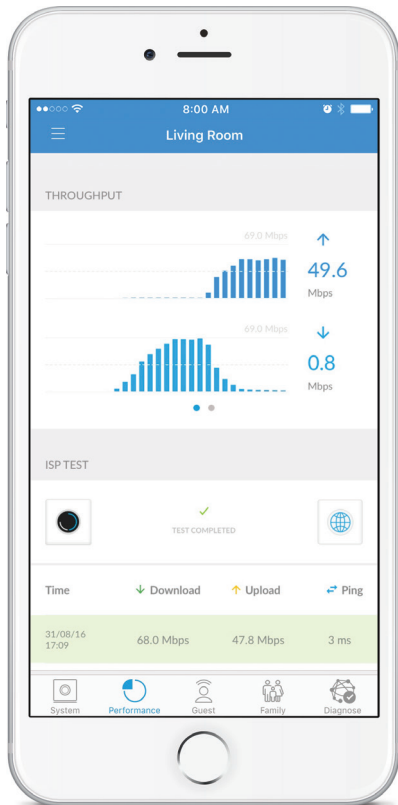 8:00 AM
Living Room
THROUGHPUT
69.0 Mbps
49.6
Mbps
69.0 Mbps
0.8
Mbps
ISP TEST
TEST COMPLETED
Time Download Upload Ping
31/08/16
17:09
68.0 Mbps 47.8 Mbps 3 ms
System Performance Guest Family Diagnose